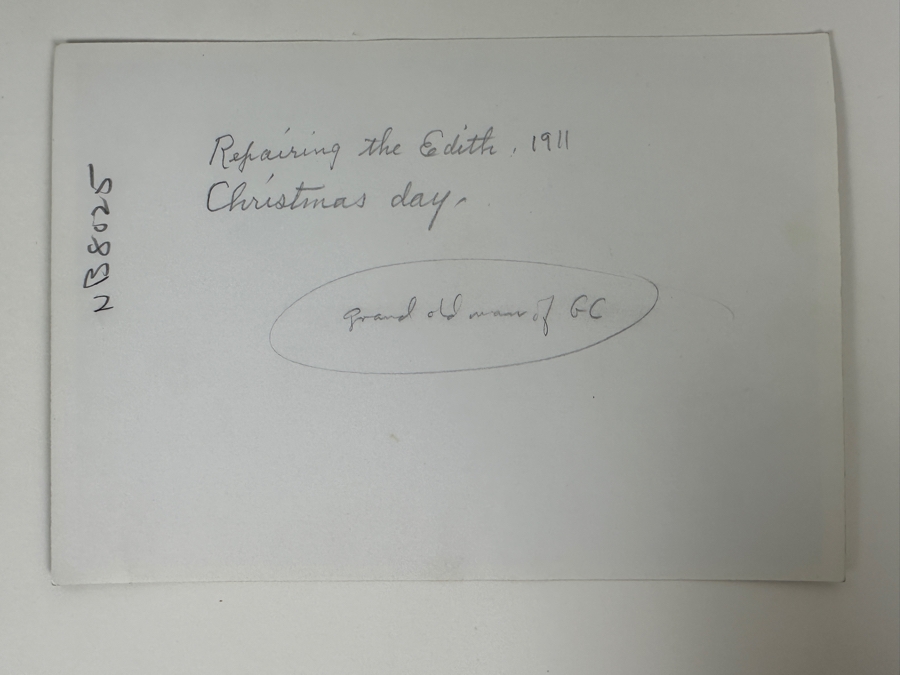 Repairing the Edith, 1911
Christmas day.
grand old man of GC
NB8025